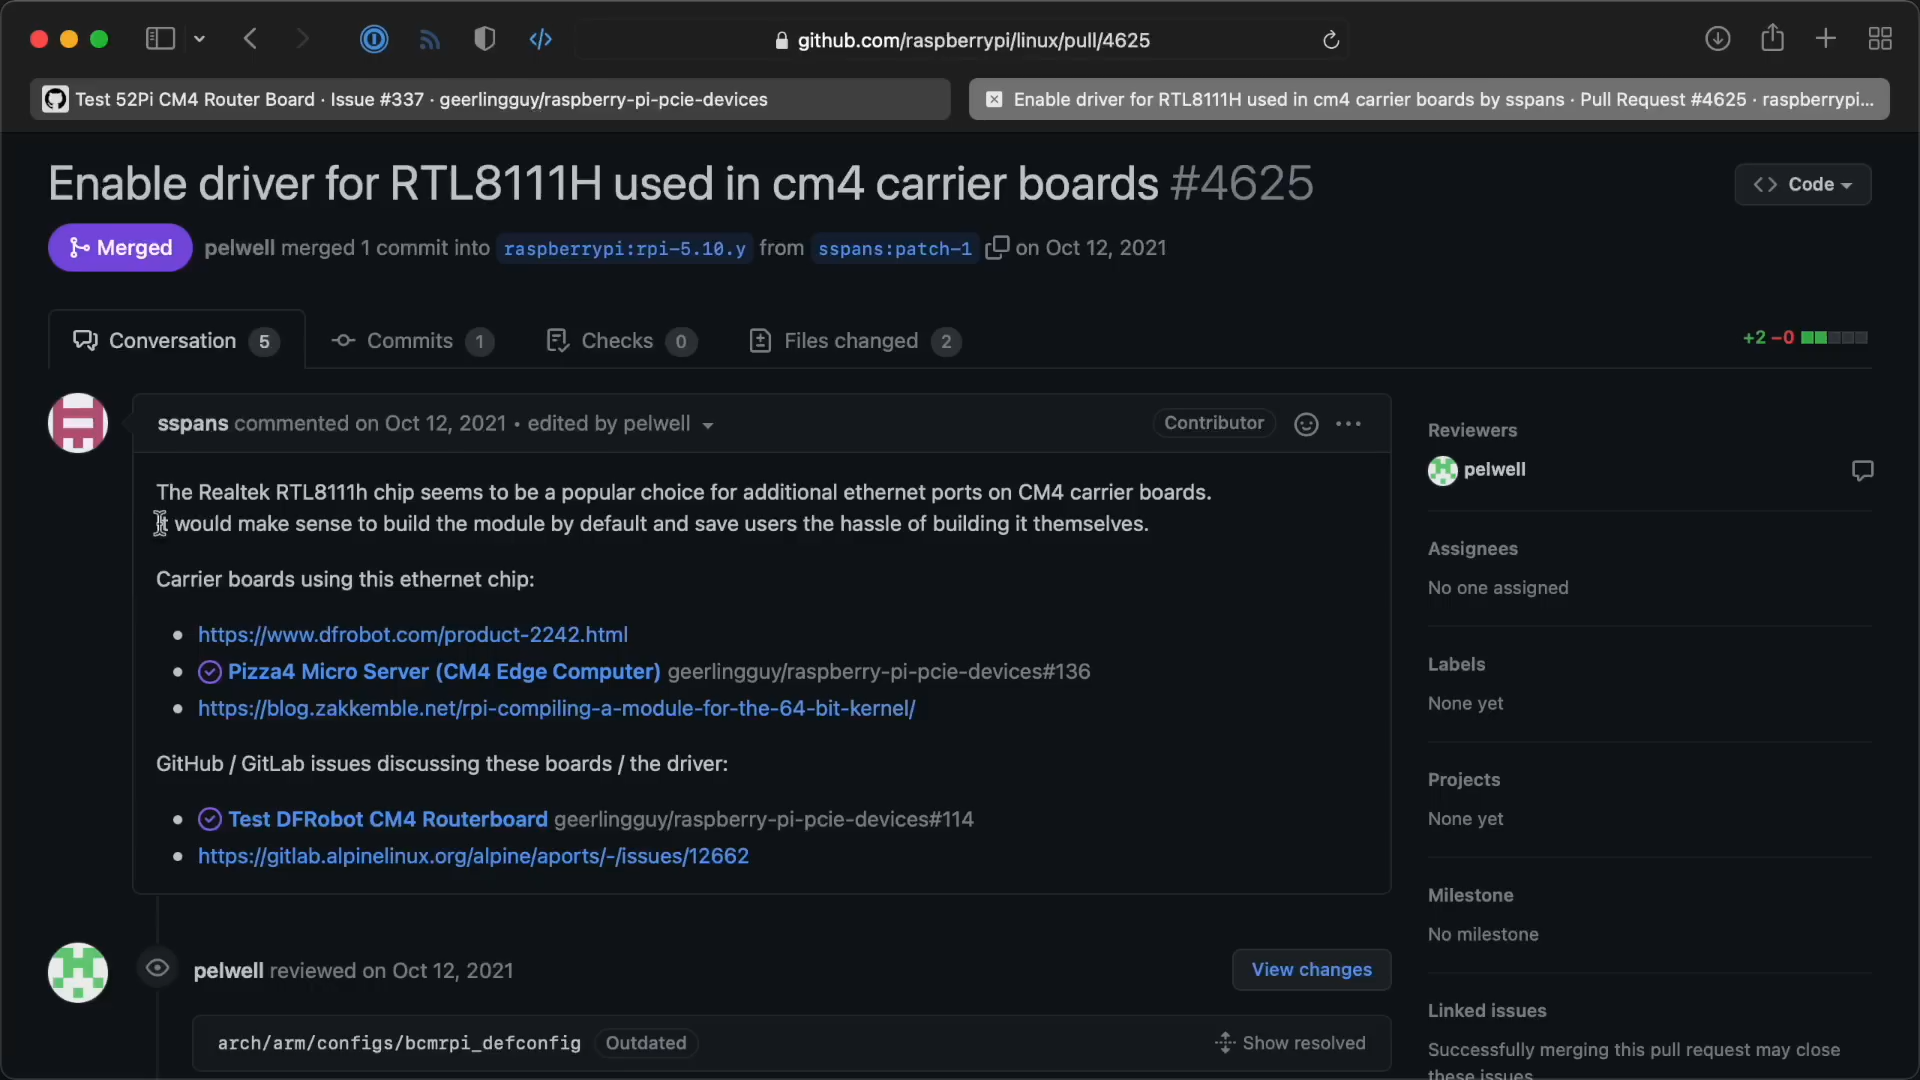 github.com/raspberrypi/linux/pull/4625
Test 52Pi CM4 Router Board · Issue #337 · geerlingguy/raspberry-pi-pcie-devices
Enable driver for RTL8111H used in cm4 carrier boards by sspans · Pull Request #4625 · raspberrypi...
Enable driver for RTL8111H used in cm4 carrier boards #4625
Code
Merged
pelwell merged 1 commit into raspberrypi:rpi-5.10.y from sspans:patch-1 on Oct 12, 2021
Conversation 5
Commits 1
Checks 0
Files changed 2
+2 −0
sspans commented on Oct 12, 2021 • edited by pelwell
Contributor
The Realtek RTL8111h chip seems to be a popular choice for additional ethernet ports on CM4 carrier boards.
It would make sense to build the module by default and save users the hassle of building it themselves.
Carrier boards using this ethernet chip:
• https://www.dfrobot.com/product-2242.html
• Pizza4 Micro Server (CM4 Edge Computer) geerlingguy/raspberry-pi-pcie-devices#136
• https://blog.zakkemble.net/rpi-compiling-a-module-for-the-64-bit-kernel/
GitHub / GitLab issues discussing these boards / the driver:
• Test DFRobot CM4 Routerboard geerlingguy/raspberry-pi-pcie-devices#114
• https://gitlab.alpinelinux.org/alpine/aports/-/issues/12662
pelwell reviewed on Oct 12, 2021
View changes
arch/arm/configs/bcmrpi_defconfig
Outdated
Show resolved
Reviewers
pelwell
Assignees
No one assigned
Labels
None yet
Projects
None yet
Milestone
No milestone
Linked issues
Successfully merging this pull request may close
these issues.